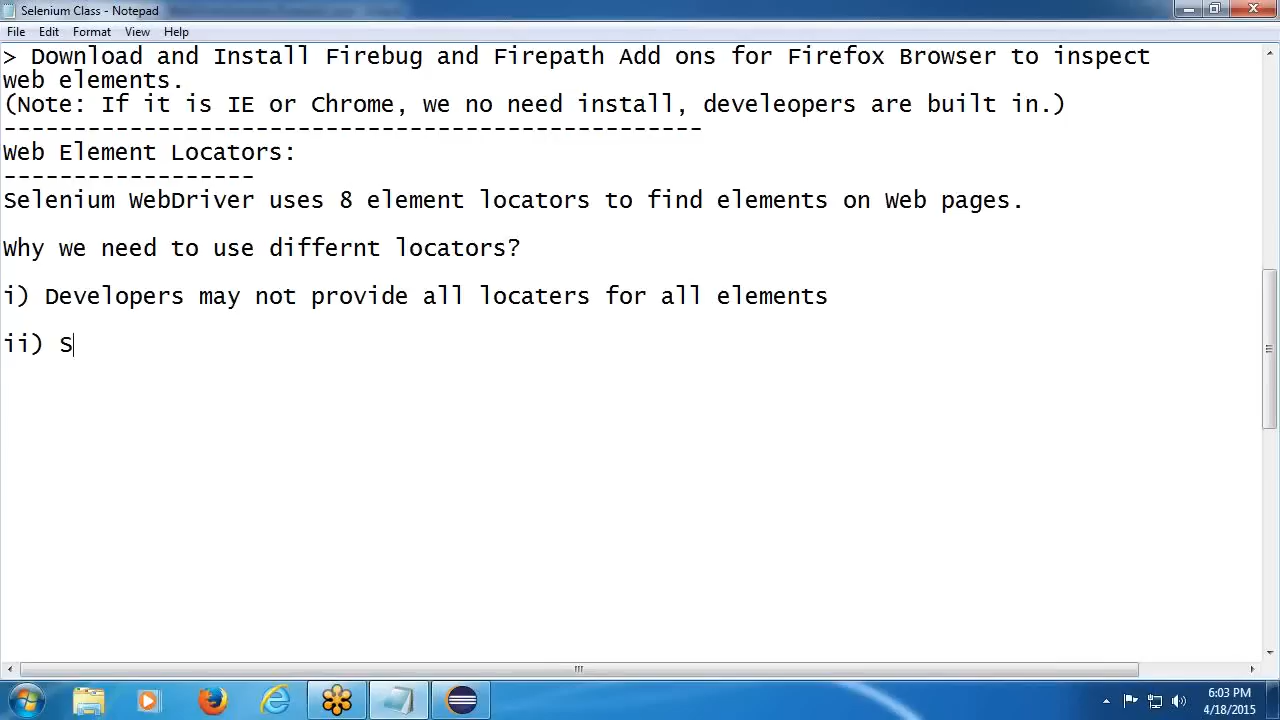 Selenium Class - Notepad
File Edit Format View Help
> Download and Install Firebug and Firepath Add ons for Firefox Browser to inspect
web elements.
(Note: If it is IE or Chrome, we no need install, develeopers are built in.)
--------------------------------------------------
Web Element Locators:
------------------
Selenium WebDriver uses 8 element locators to find elements on Web pages.
Why we need to use differnt locators?
i) Developers may not provide all locaters for all elements
ii) S
6:03 PM
4/18/2015